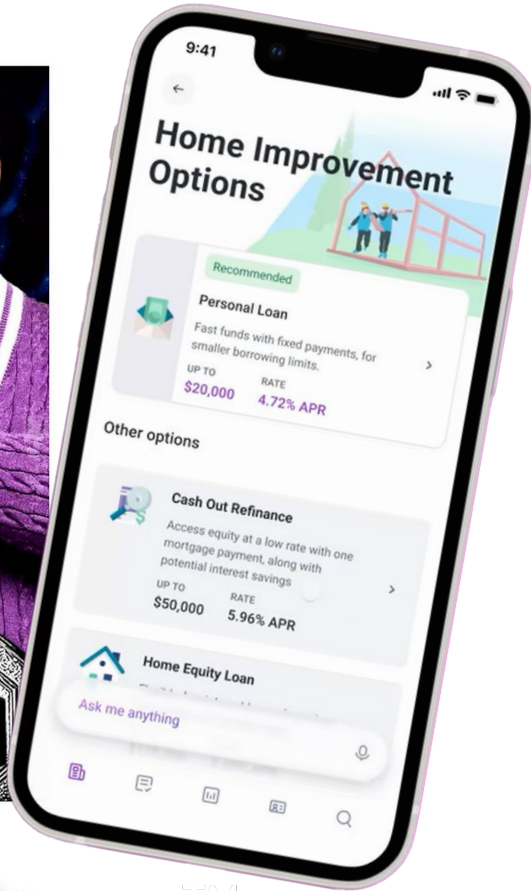 9:41
Home Improvement
Options
Recommended
Personal Loan
Fast funds with fixed payments, for
smaller borrowing limits.
UP TO RATE
$20,000 4.72% APR
Other options
Cash Out Refinance
Access equity at a low rate with one
mortgage payment, along with
potential interest savings
UP TO RATE
$50,000 5.96% APR
Home Equity Loan
Ask me anything